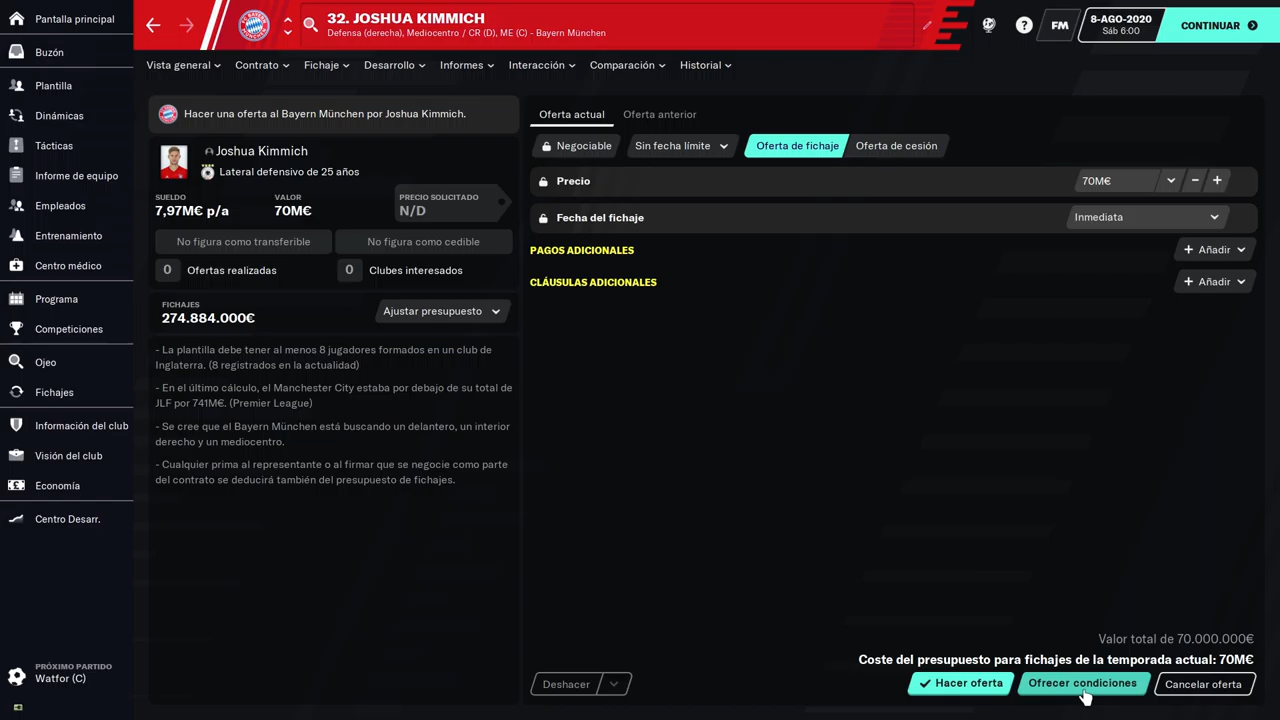 Pantalla principal
Buzón
Plantilla
Dinámicas
Tácticas
Informe de equipo
Empleados
Entrenamiento
Centro médico
Programa
Competiciones
Ojeo
Fichajes
Información del club
Visión del club
Economía
Centro Desarr.
PRÓXIMO PARTIDO
Watfor (C)
32. JOSHUA KIMMICH
Defensa (derecha), Mediocentro / CR (D), ME (C) - Bayern München
FM
8-AGO-2020
Sáb 6:00
CONTINUAR
Vista general
Contrato
Fichaje
Desarrollo
Informes
Interacción
Comparación
Historial
Hacer una oferta al Bayern München por Joshua Kimmich.
Joshua Kimmich
Lateral defensivo de 25 años
SUELDO
7,97M€ p/a
VALOR
70M€
PRECIO SOLICITADO
N/D
No figura como transferible
No figura como cedible
0 Ofertas realizadas
0 Clubes interesados
FICHAJES
274.884.000€
Ajustar presupuesto
- La plantilla debe tener al menos 8 jugadores formados en un club de
Inglaterra. (8 registrados en la actualidad)
- En el último cálculo, el Manchester City estaba por debajo de su total de
JLF por 741M€. (Premier League)
- Se cree que el Bayern München está buscando un delantero, un interior
derecho y un mediocentro.
- Cualquier prima al representante o al firmar que se negocie como parte
del contrato se deducirá también del presupuesto de fichajes.
Oferta actual
Oferta anterior
Negociable
Sin fecha límite
Oferta de fichaje
Oferta de cesión
Precio
70M€
- +
Fecha del fichaje
Inmediata
PAGOS ADICIONALES
+ Añadir
CLÁUSULAS ADICIONALES
+ Añadir
Valor total de 70.000.000€
Coste del presupuesto para fichajes de la temporada actual: 70M€
Deshacer
Hacer oferta
Ofrecer condiciones
Cancelar oferta